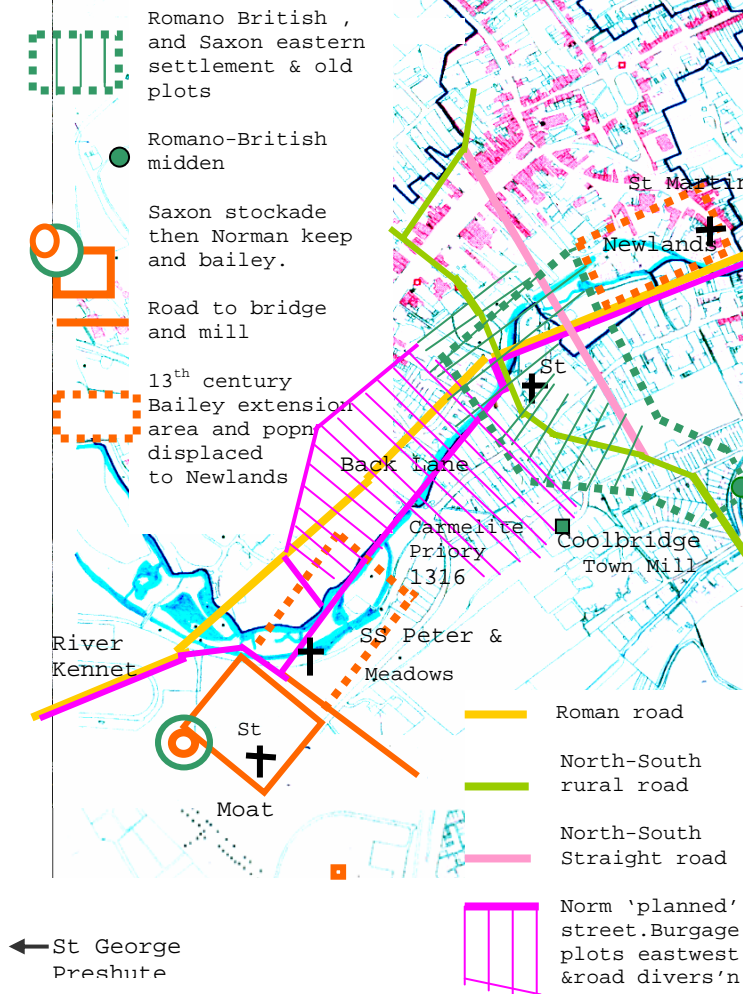 Romano British ,
and Saxon eastern
settlement & old
plots
Romano-British
midden
Saxon stockade
then Norman keep
and bailey.
Road to bridge
and mill
13th century
Bailey extension
area and popn
displaced
to Newlands
St Martin
Newlands
St
Back Lane
Carmelite
Priory
1316
Coolbridge
Town Mill
River
Kennet
SS Peter &
Meadows
St
Moat
Roman road
North-South
rural road
North-South
Straight road
Norm ‘planned’
street.Burgage
plots eastwest
&road divers’n
St George
Preshute